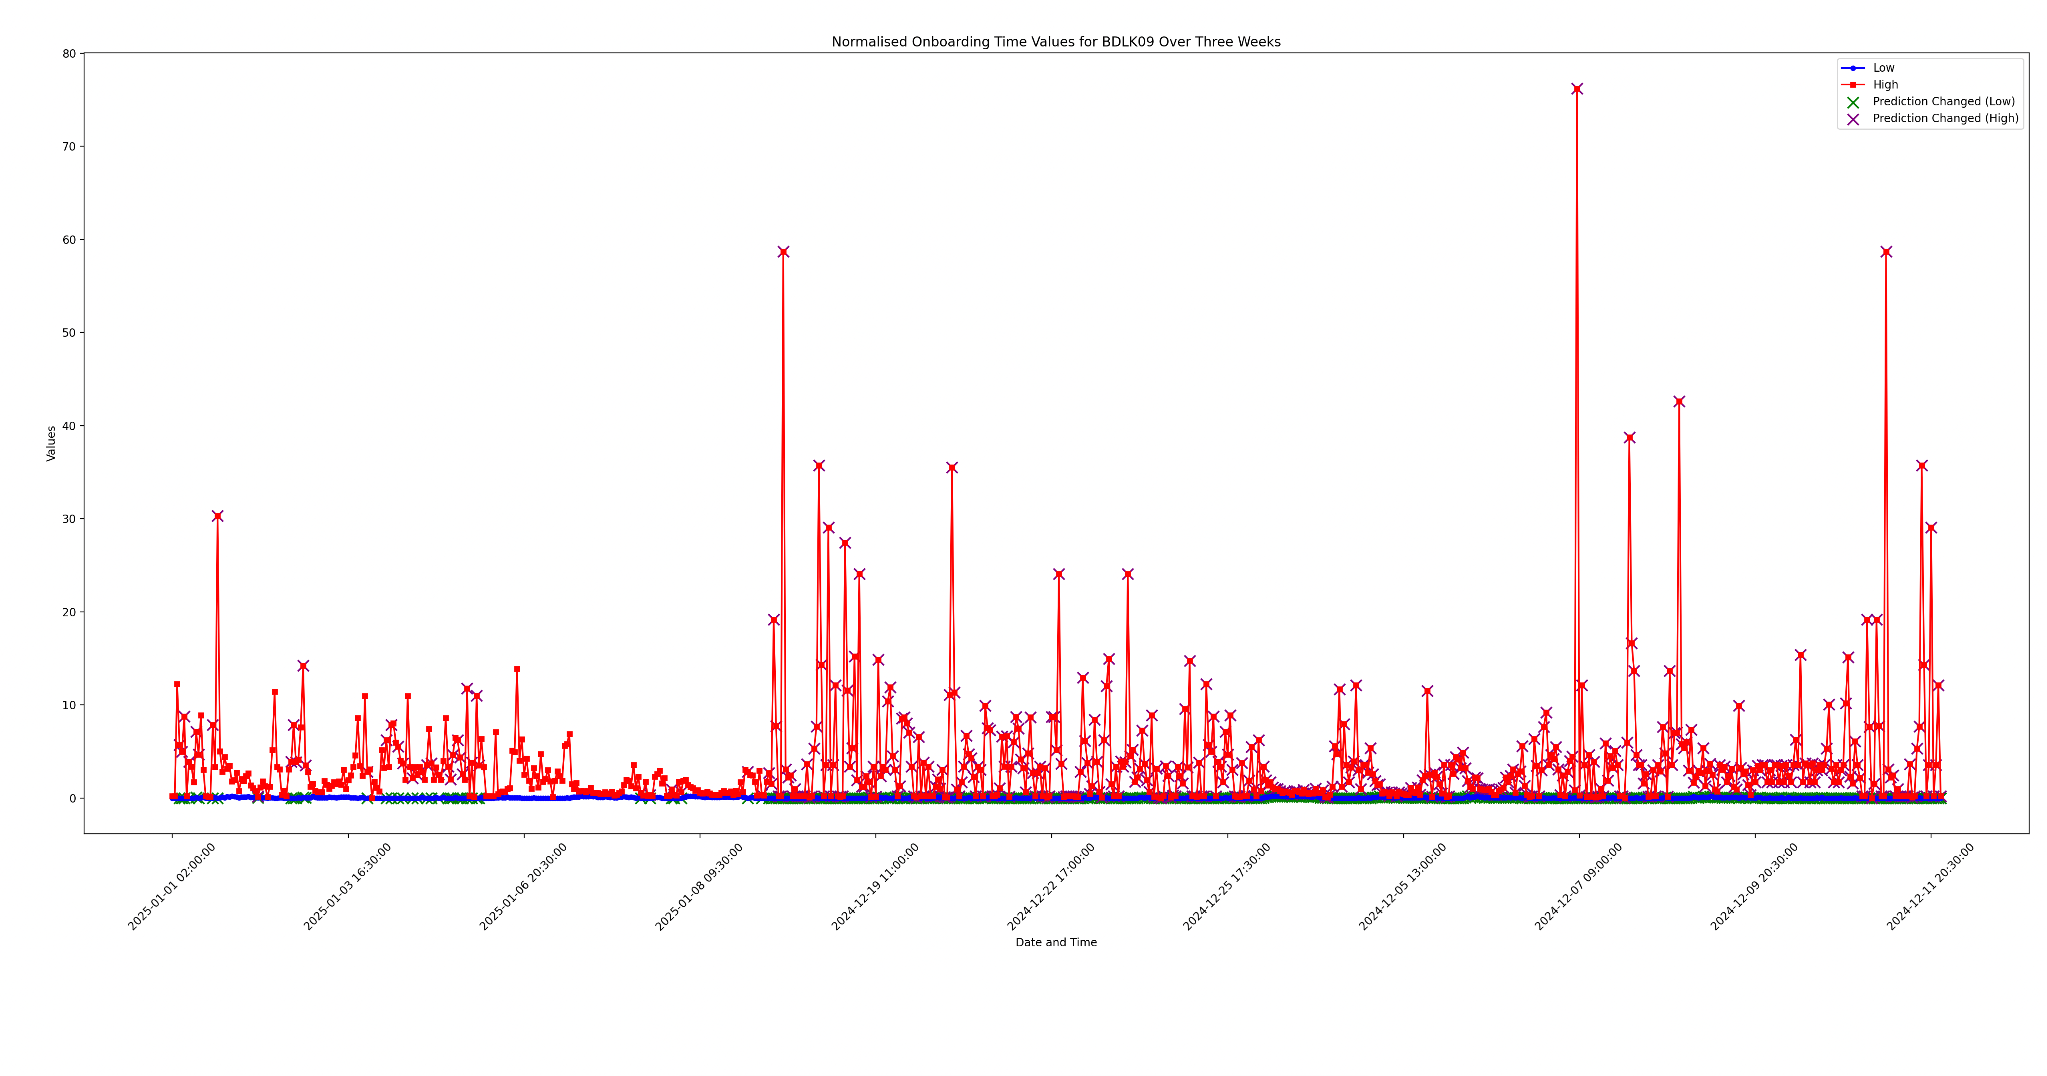 Normalised Onboarding Time Values for BDLK09 Over Three Weeks
Low
High
Prediction Changed (Low)
Prediction Changed (High)
80
70
60
50
40
30
20
10
0
Values
2025-01-01 02:00:00
2025-01-03 16:30:00
2025-01-06 20:30:00
2025-01-08 09:30:00
2024-12-19 11:00:00
2024-12-22 17:00:00
2024-12-25 17:30:00
2024-12-05 13:00:00
2024-12-07 09:00:00
2024-12-09 20:30:00
2024-12-11 20:30:00
Date and Time